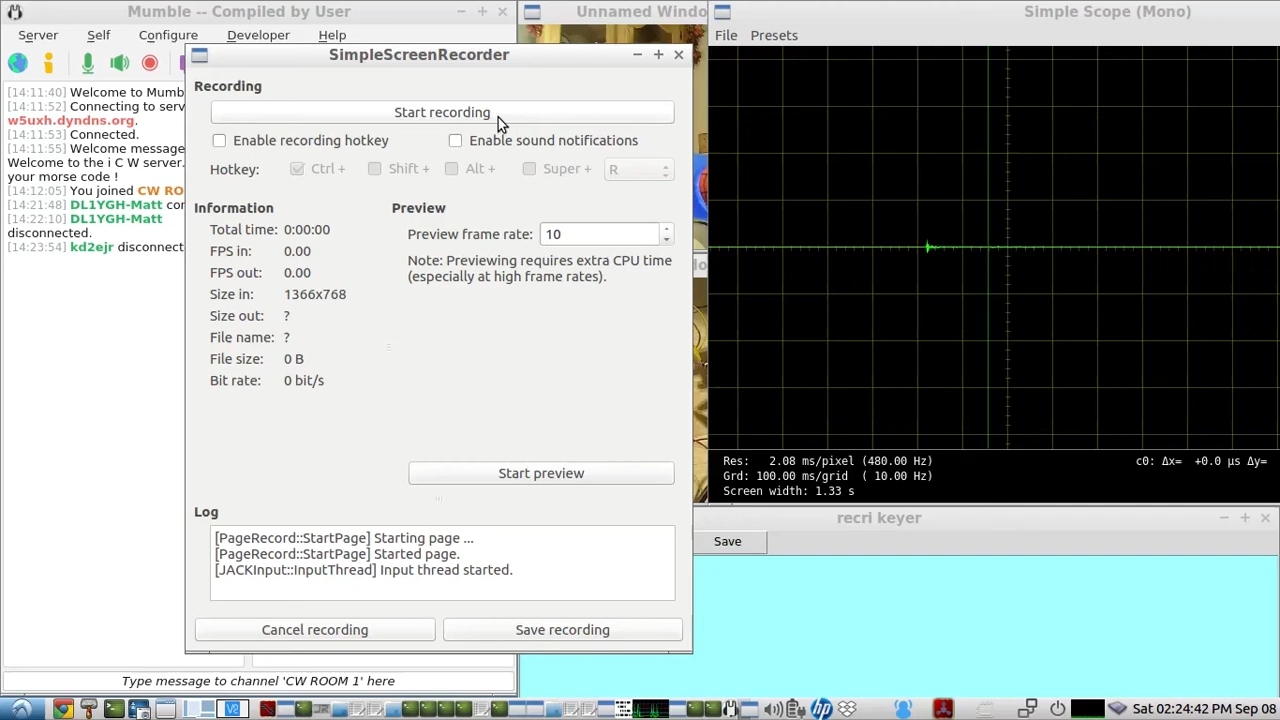 Mumble -- Compiled by User
Server Self Configure Developer Help
[14:11:40] Welcome to Mumb
[14:11:52]
Connecting to serv
w5uxh.dyndns.org.
[14:11:53] Connected.
[14:11:55] Welcome message
Welcome to the i C W server.
your morse code !
[14:12:05] You joined CW RO
[14:21:48] DL1YGH-Matt con
[14:22:10] DL1YGH-Matt
disconnected.
[14:23:54] kd2ejr disconnect
Type message to channel 'CW ROOM 1' here
SimpleScreenRecorder
Recording
Start recording
Enable recording hotkey Enable sound notifications
Hotkey: Ctrl + Shift + Alt + Super + R
Information
Total time: 0:00:00
FPS in: 0.00
FPS out: 0.00
Size in: 1366x768
Size out: ?
File name: ?
File size: 0 B
Bit rate: 0 bit/s
Preview
Preview frame rate: 10
Note: Previewing requires extra CPU time
(especially at high frame rates).
Start preview
Log
[PageRecord::StartPage] Starting page ...
[PageRecord::StartPage] Started page.
[JACKInput::InputThread] Input thread started.
Cancel recording Save recording
Unnamed Windo
Simple Scope (Mono)
File Presets
Res: 2.08 ms/pixel (480.00 Hz)
Grd: 100.00 ms/grid ( 10.00 Hz)
Screen width: 1.33 s
c0: Δx= +0.0 µs Δy=
recri keyer
Save
Sat 02:24:42 PM Sep 08